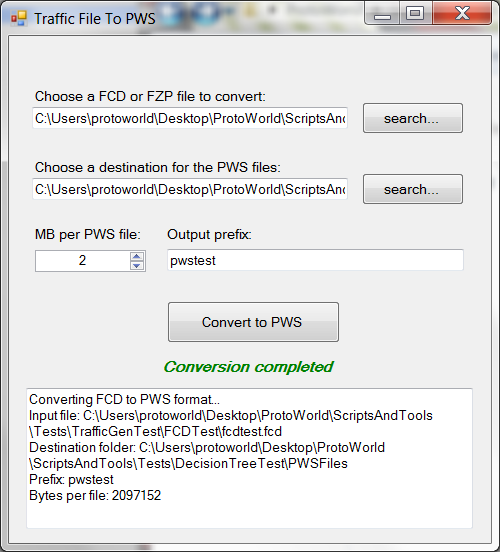 Traffic File To PWS
Choose a FCD or FZP file to convert:
C:\Users\protoworld\Desktop\ProtoWorld\ScriptsAnd
search...
Choose a destination for the PWS files:
C:\Users\protoworld\Desktop\ProtoWorld\ScriptsAnd
search...
MB per PWS file:
Output prefix:
2
pwstest
Convert to PWS
Conversion completed
Converting FCD to PWS format...
Input file: C:\Users\protoworld\Desktop\ProtoWorld\ScriptsAndTools
\Tests\TrafficGenTest\FCDTest\fcdtest.fcd
Destination folder: C:\Users\protoworld\Desktop\ProtoWorld
\ScriptsAndTools\Tests\DecisionTreeTest\PWSFiles
Prefix: pwstest
Bytes per file: 2097152